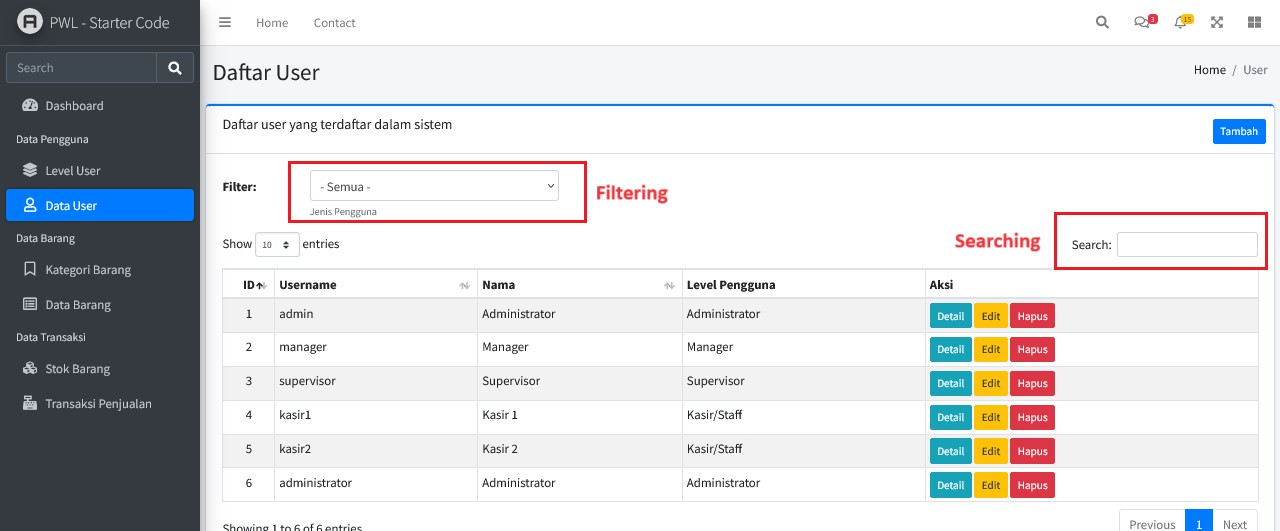 PWL - Starter Code
Home Contact
3
15
Search
Daftar User
Home / User
Dashboard
Data Pengguna
Level User
Data User
Data Barang
Kategori Barang
Data Barang
Data Transaksi
Stok Barang
Transaksi Penjualan
Daftar user yang terdaftar dalam sistem
Tambah
Filter:
- Semua -
Jenis Pengguna
Filtering
Show 10 entries
Searching
Search:
ID Username Nama Level Pengguna Aksi
1 admin Administrator Administrator Detail Edit Hapus
2 manager Manager Manager Detail Edit Hapus
3 supervisor Supervisor Supervisor Detail Edit Hapus
4 kasir1 Kasir 1 Kasir/Staff Detail Edit Hapus
5 kasir2 Kasir 2 Kasir/Staff Detail Edit Hapus
6 administrator Administrator Administrator Detail Edit Hapus
Showing 1 to 6 of 6 entries
Previous 1 Next